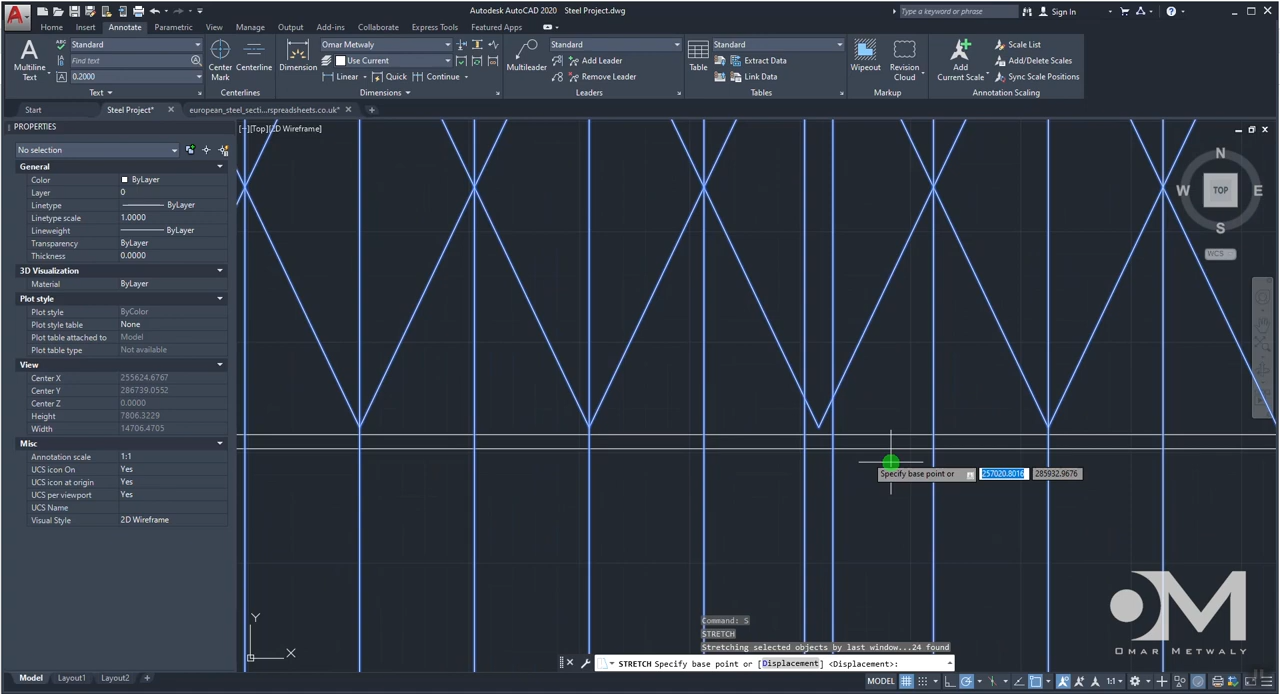 Autodesk AutoCAD 2020 Steel Project.dwg
Type a keyword or phrase
Sign In
Home Insert Annotate Parametric View Manage Output Add-ins Collaborate Express Tools Featured Apps
Multiline Text
Standard
Find text
0.2000
Center Mark
Centerline
Dimension
Omar Metwaly
Use Current
Linear Quick Continue
Multileader
Standard
Add Leader
Remove Leader
Table
Standard
Extract Data
Link Data
Wipeout
Revision Cloud
Add Current Scale
Scale List
Add/Delete Scales
Sync Scale Positions
Text Centerlines Dimensions Leaders Tables Markup Annotation Scaling
Start Steel Project* european_steel_secti...rspreadsheets.co.uk*
PROPERTIES
[−][Top][2D Wireframe]
No selection
General
Color ByLayer
Layer 0
Linetype ByLayer
Linetype scale 1.0000
Lineweight ByLayer
Transparency ByLayer
Thickness 0.0000
3D Visualization
Material ByLayer
Plot style
Plot style ByColor
Plot style table None
Plot table attached to Model
Plot table type Not available
View
Center X 255624.6767
Center Y 286739.0552
Center Z 0.0000
Height 7806.3229
Width 14706.4705
Misc
Annotation scale 1:1
UCS icon On Yes
UCS icon at origin Yes
UCS per viewport Yes
UCS Name
Visual Style 2D Wireframe
N
W TOP E
S
WCS
Specify base point or 257020.8016 285932.9676
Y
X
Command: S
STRETCH
Stretching selected objects by last window...24 found
STRETCH Specify base point or [Displacement] <Displacement>:
M
OMAR METWALY
Model Layout1 Layout2
MODEL 1:1